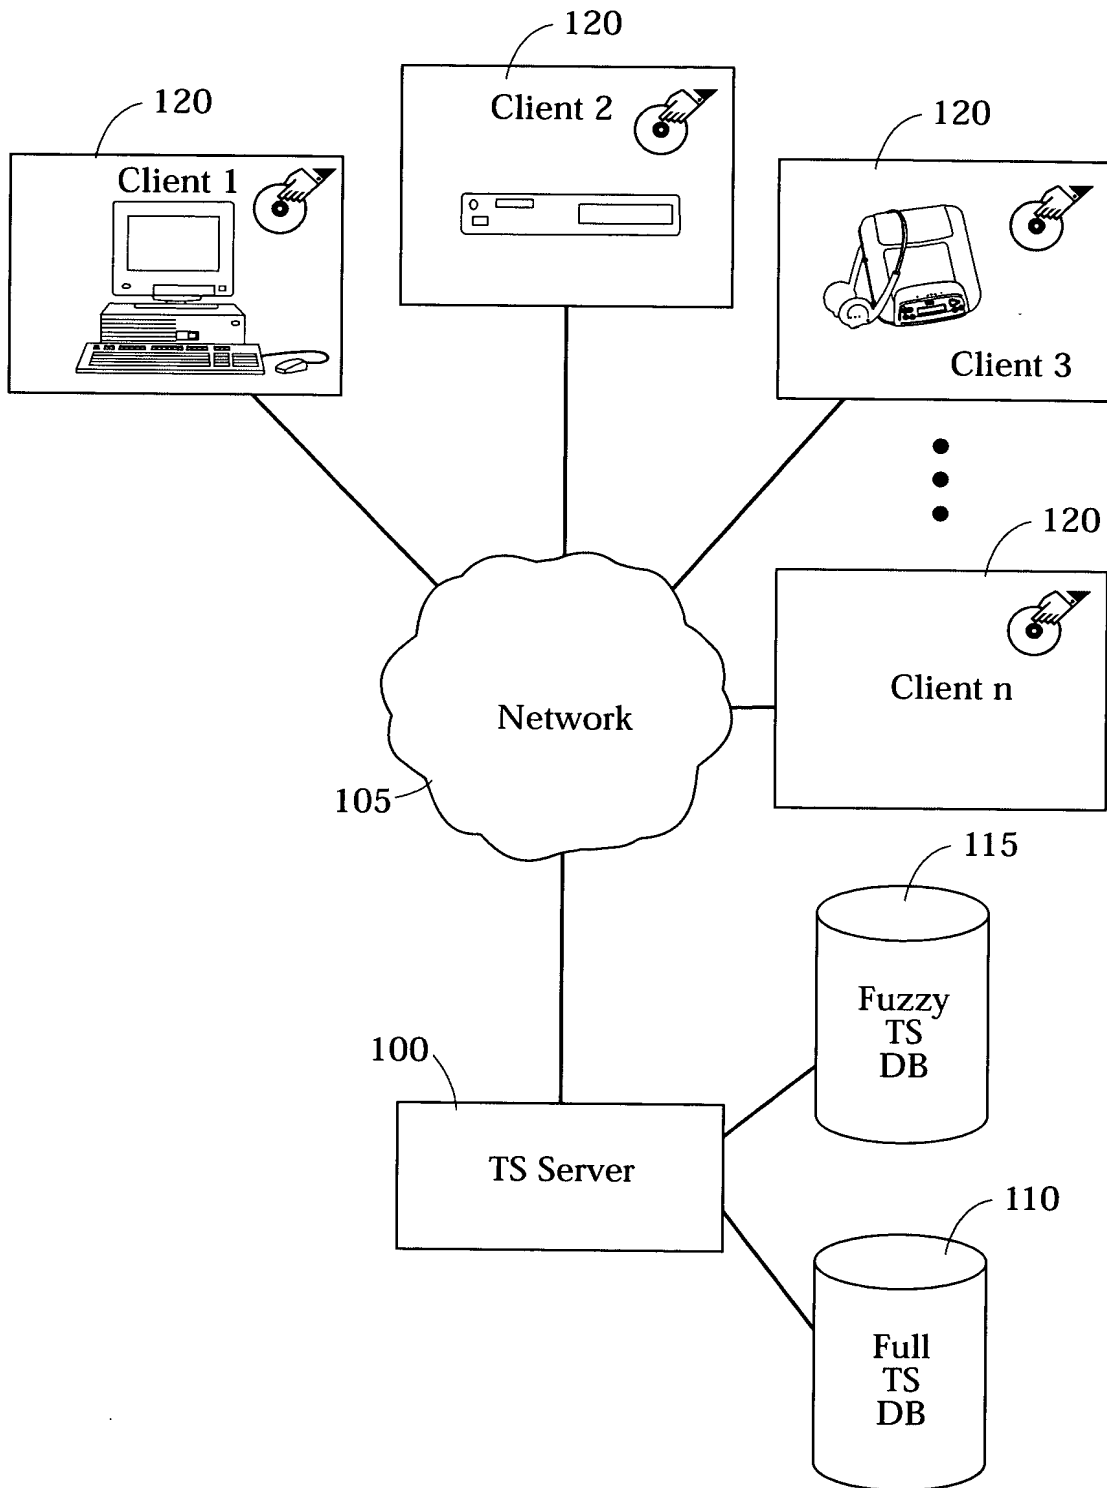 120
120
Client 2
120
Client 1
Client 3
120
Client n
Network
105
115
Fuzzy
TS
DB
100
TS Server
110
Full
TS
DB